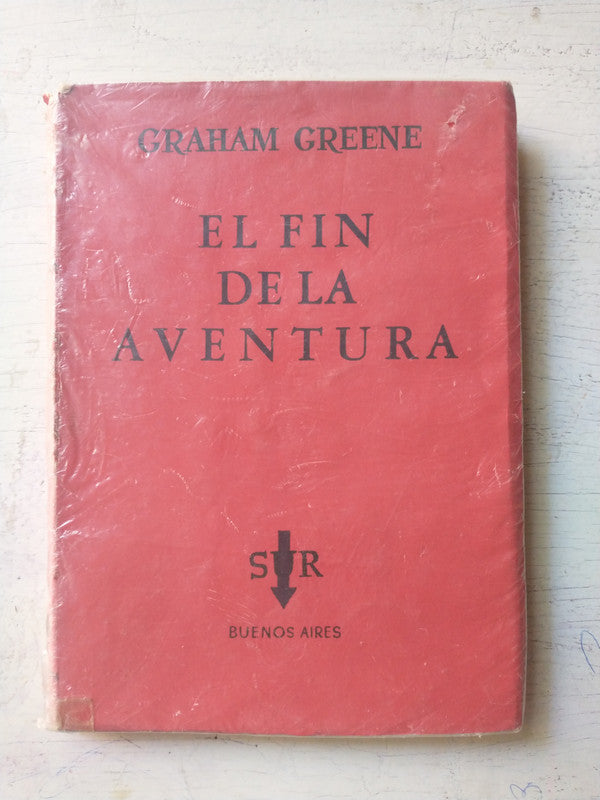 GRAHAM GREENE
EL FIN
DE LA
AVENTURA
SUR
BUENOS AIRES